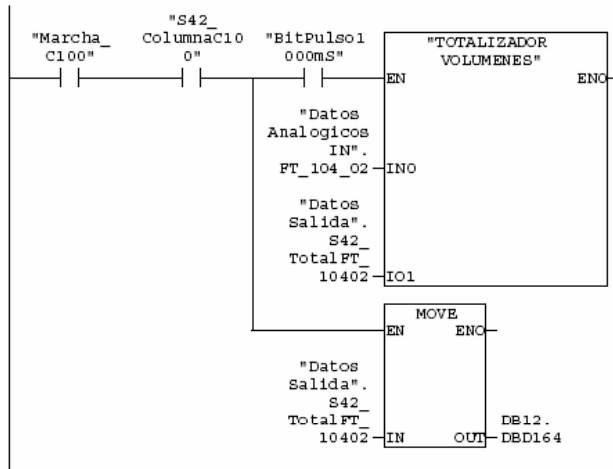 "Marcha_
C100"
"S42_
ColumnaC10
0"
"BitPulso1
000mS"
"TOTALIZADOR
VOLUMENES"
EN
ENO
"Datos
Analogicos
IN".
FT_104_02
IN0
"Datos
Salida".
S42_
TotalFT_
10402
IO1
MOVE
EN
ENO
"Datos
Salida".
S42_
TotalFT_
10402
IN
OUT
DB12.
DBD164